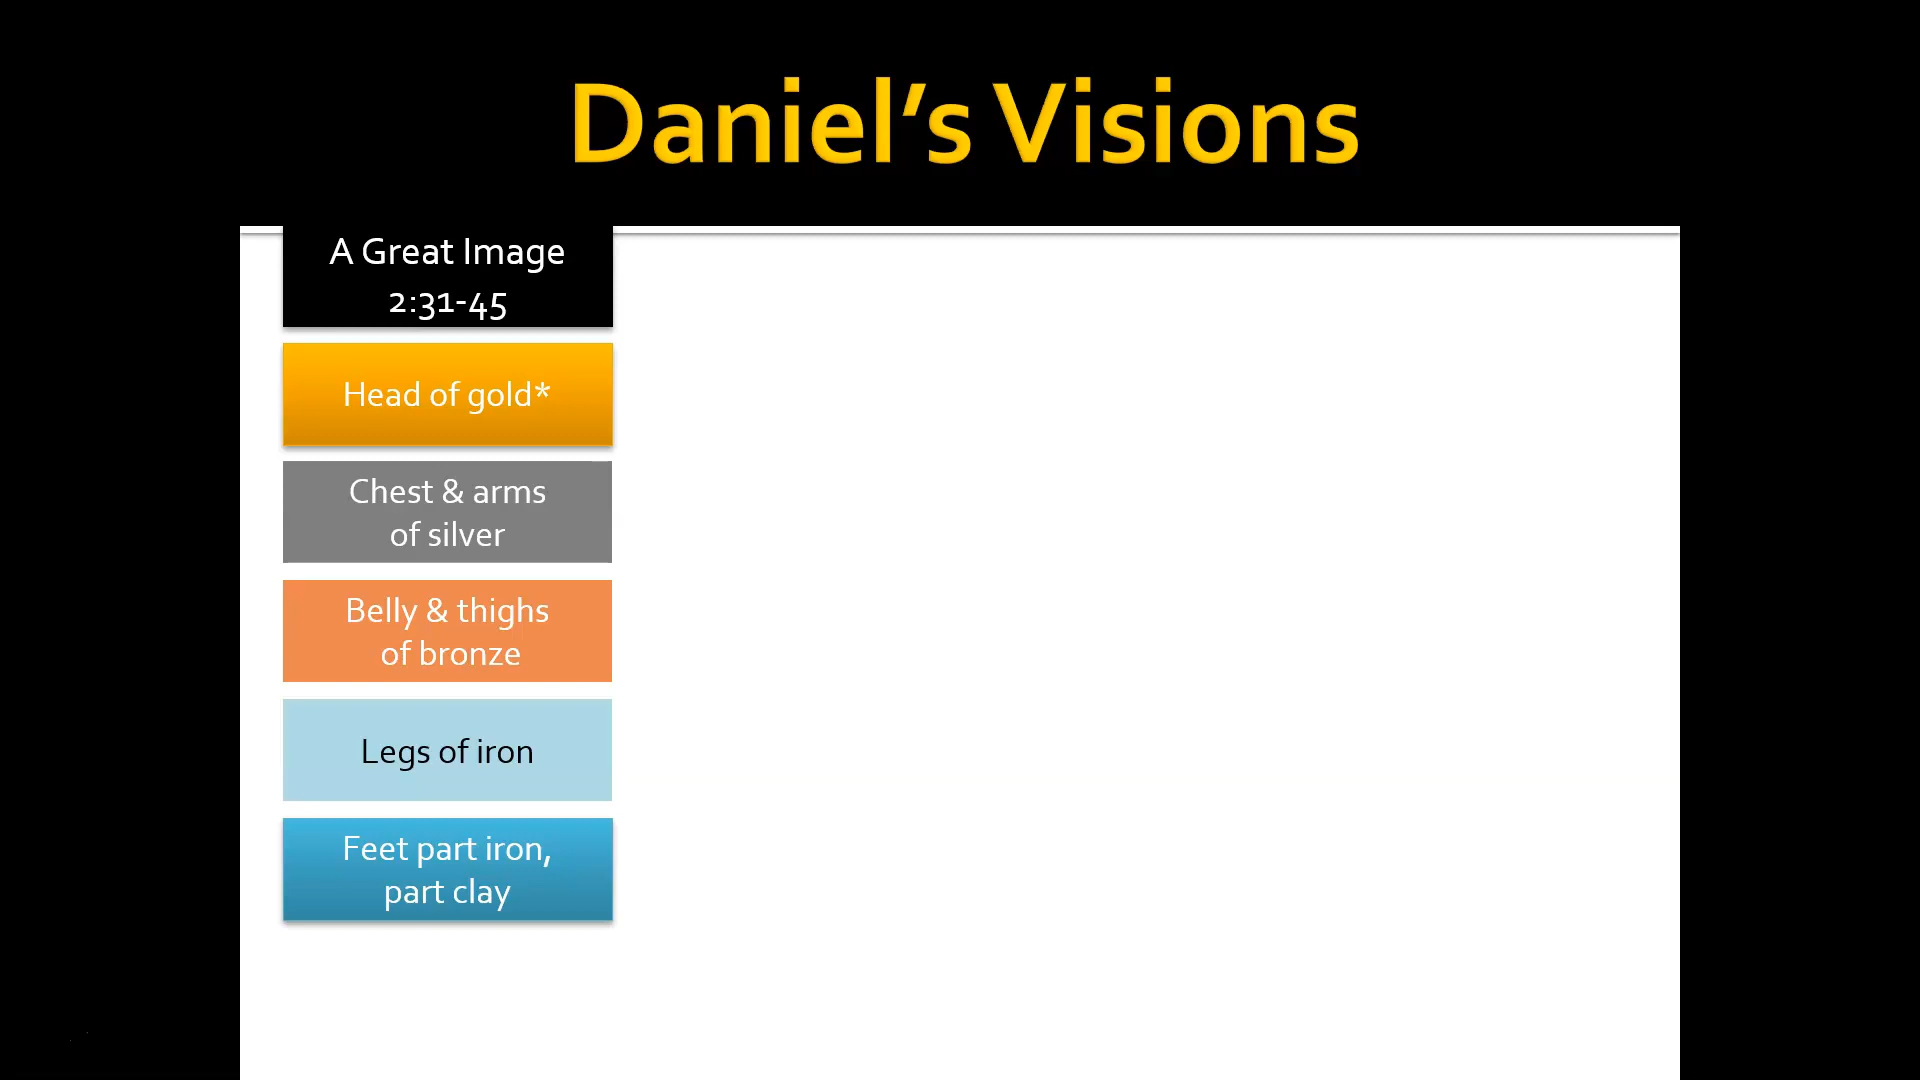 Daniel’s Visions
A Great Image
2:31-45
Head of gold*
Chest & arms
of silver
Belly & thighs
of bronze
Legs of iron
Feet part iron,
part clay